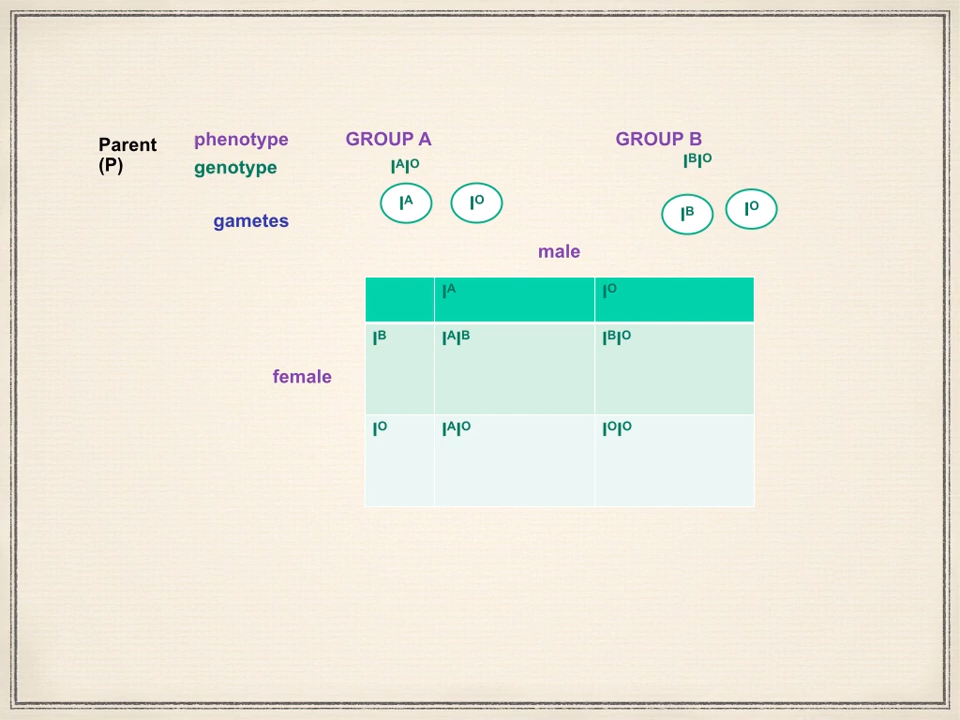 Parent
(P)
phenotype GROUP A GROUP B
genotype IᴬIᴼ IᴮIᴼ
gametes Iᴬ Iᴼ Iᴮ Iᴼ
male
Iᴬ Iᴼ
Iᴮ IᴬIᴮ IᴮIᴼ
female
Iᴼ IᴬIᴼ IᴼIᴼ